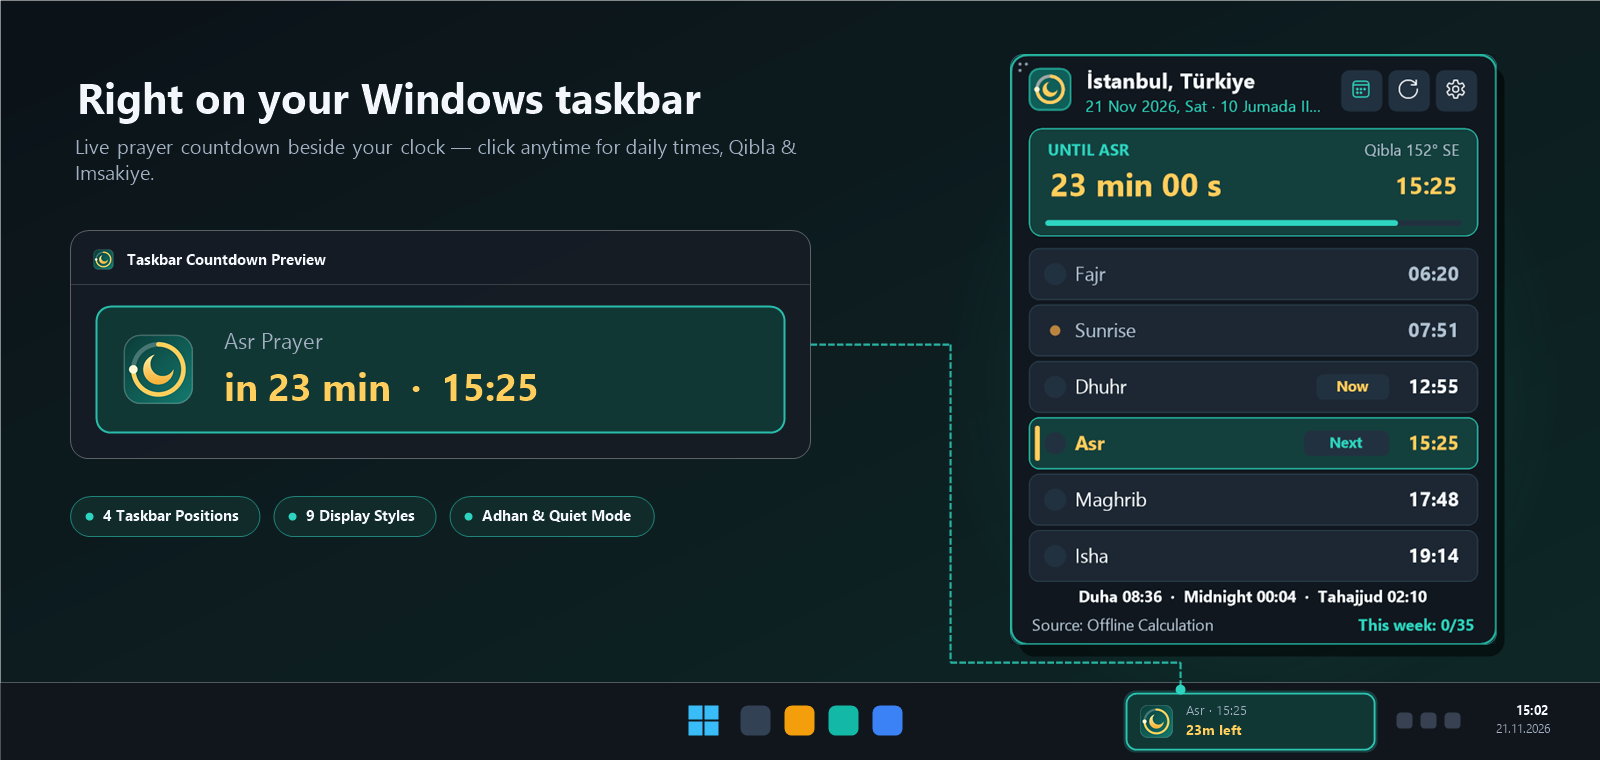 Right on your Windows taskbar
Live prayer countdown beside your clock — click anytime for daily times, Qibla &
Imsakiye.
Taskbar Countdown Preview
Asr Prayer
in 23 min · 15:25
4 Taskbar Positions
9 Display Styles
Adhan & Quiet Mode
İstanbul, Türkiye
21 Nov 2026, Sat · 10 Jumada II...
UNTIL ASR
Qibla 152° SE
23 min 00 s
15:25
Fajr 06:20
Sunrise 07:51
Dhuhr Now 12:55
Asr Next 15:25
Maghrib 17:48
Isha 19:14
Duha 08:36 · Midnight 00:04 · Tahajjud 02:10
Source: Offline Calculation
This week: 0/35
Asr · 15:25
23m left
15:02
21.11.2026